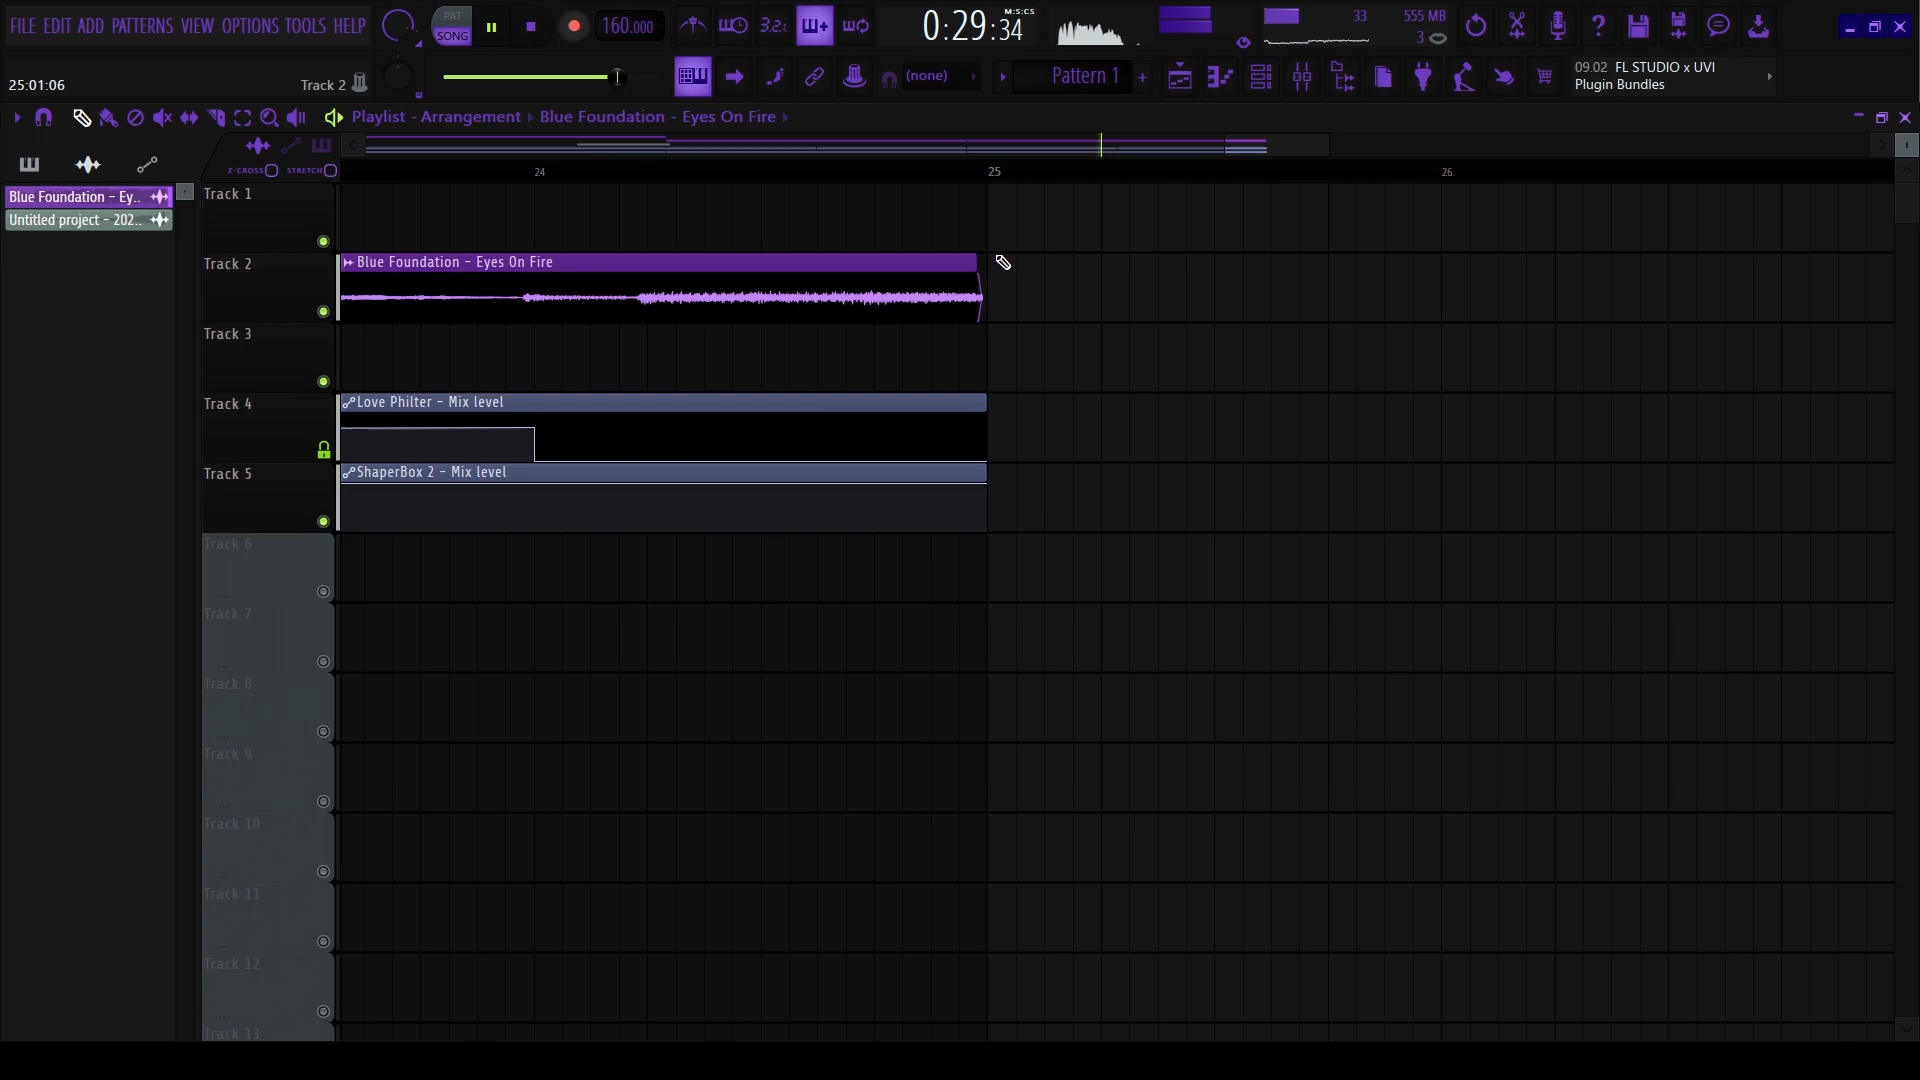 FILE EDIT ADD PATTERNS VIEW OPTIONS TOOLS HELP
PAT
SONG
160.000
3.2.
0:29:34
M:S:CS
33
555 MB
3
25:01:06
Track 2
(none)
Pattern 1
+
09.02 FL STUDIO x UVI
Plugin Bundles
Playlist - Arrangement
Blue Foundation - Eyes On Fire
Z-CROSS
STRETCH
24
25
26
Blue Foundation - Ey..
Untitled project - 202..
Track 1
Track 2
Blue Foundation - Eyes On Fire
Track 3
Track 4
Love Philter - Mix level
Track 5
ShaperBox 2 - Mix level
Track 6
...
Track 7
...
Track 8
...
Track 9
...
Track 10
...
Track 11
...
Track 12
...
Track 13